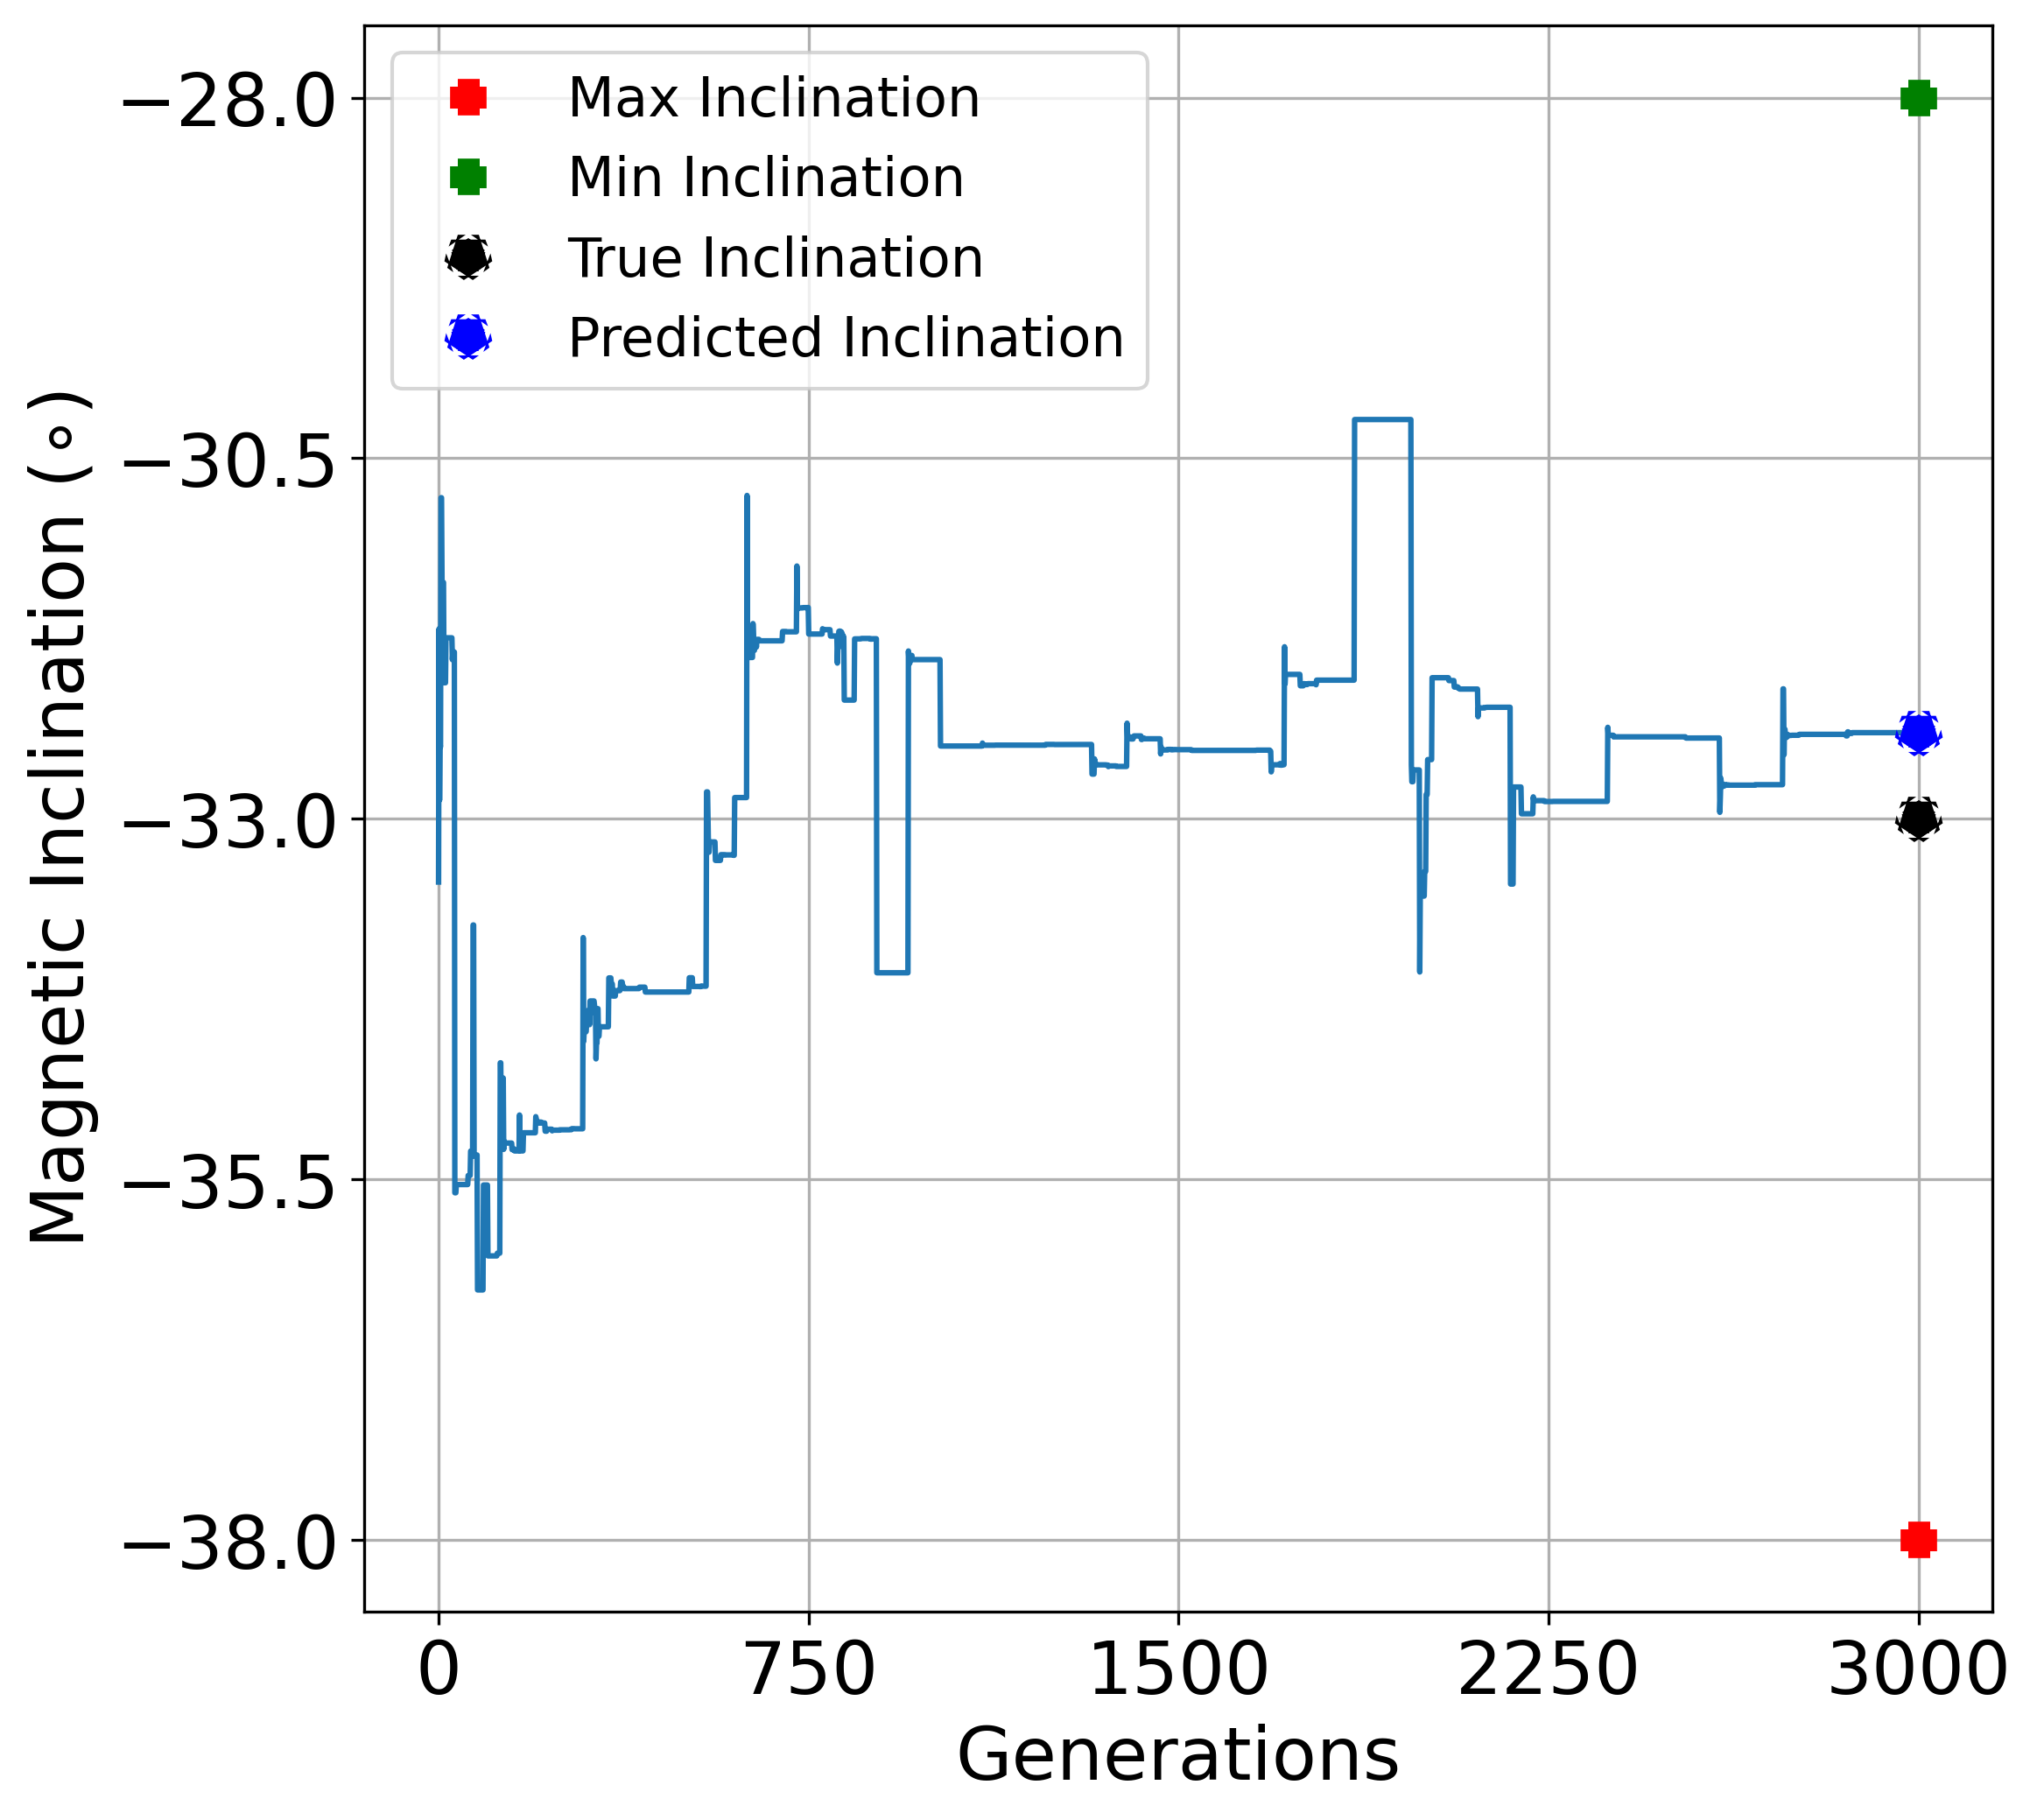 Magnetic Inclination (∘)
−28.0
−30.5
−33.0
−35.5
−38.0
Max Inclination
Min Inclination
True Inclination
Predicted Inclination
0 750 1500 2250 3000
Generations